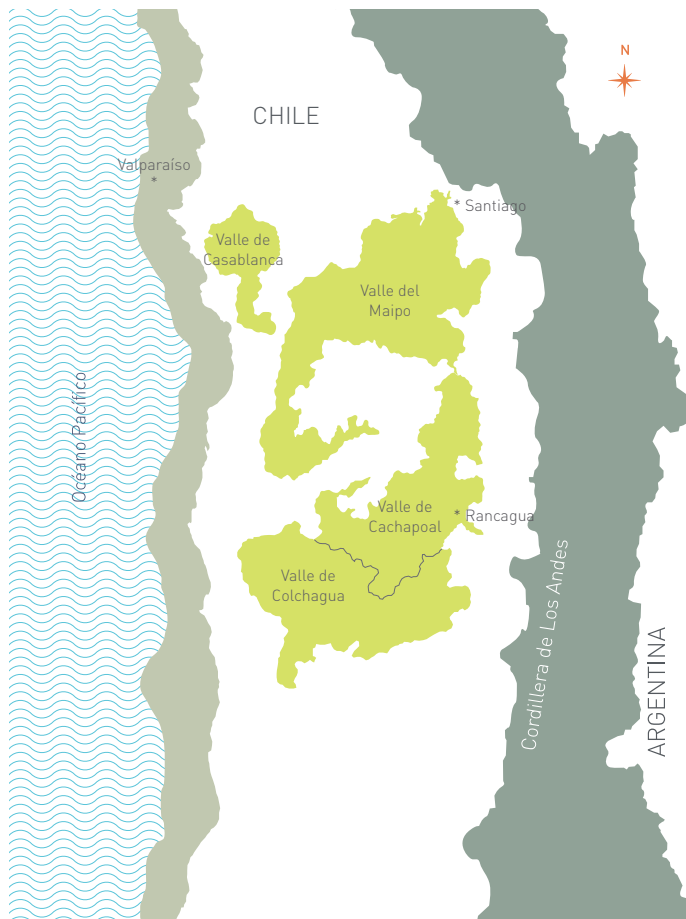 N
CHILE
Valparaíso
*
* Santiago
Valle de
Casablanca
Valle del
Maipo
Océano Pacífico
Valle de
Cachapoal
* Rancagua
Valle de
Colchagua
Cordillera de Los Andes
ARGENTINA